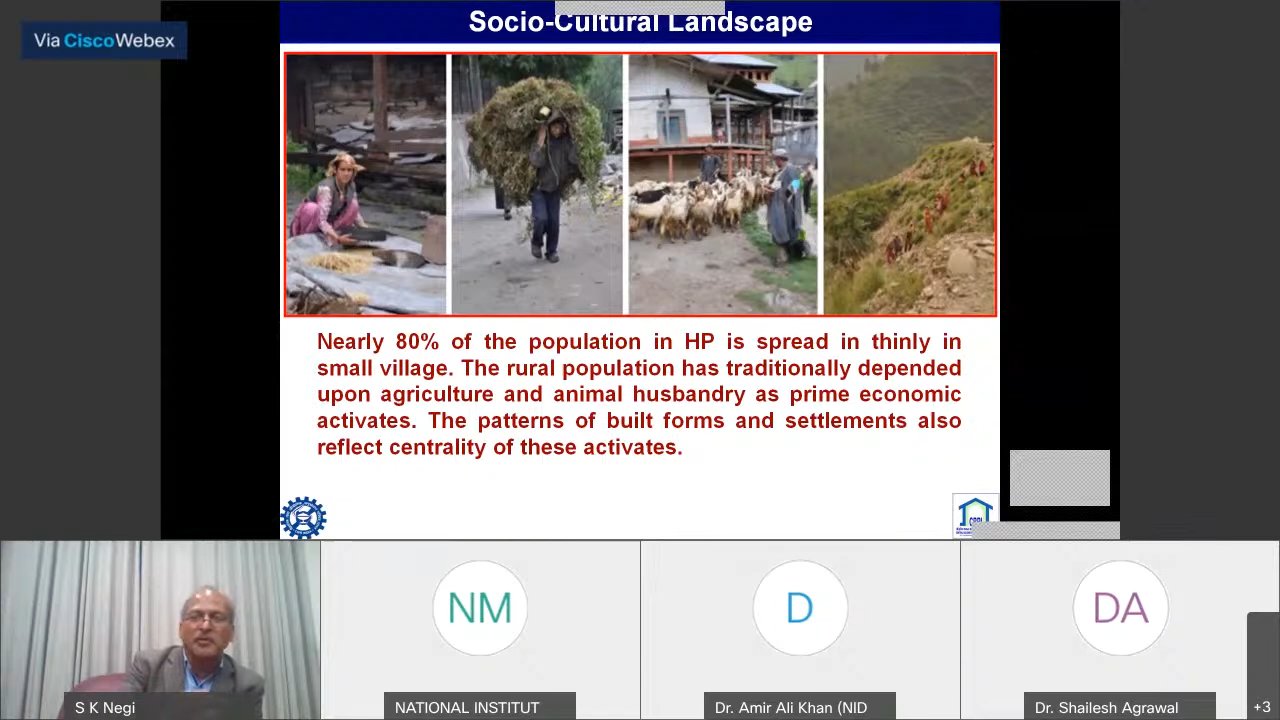 Socio-Cultural Landscape
Via CiscoWebex
Nearly 80% of the population in HP is spread in thinly in
small village. The rural population has traditionally depended
upon agriculture and animal husbandry as prime economic
activates. The patterns of built forms and settlements also
reflect centrality of these activates.
CBRI
NM
D
DA
S K Negi
NATIONAL INSTITUT
Dr. Amir Ali Khan (NID
Dr. Shailesh Agrawal
+3